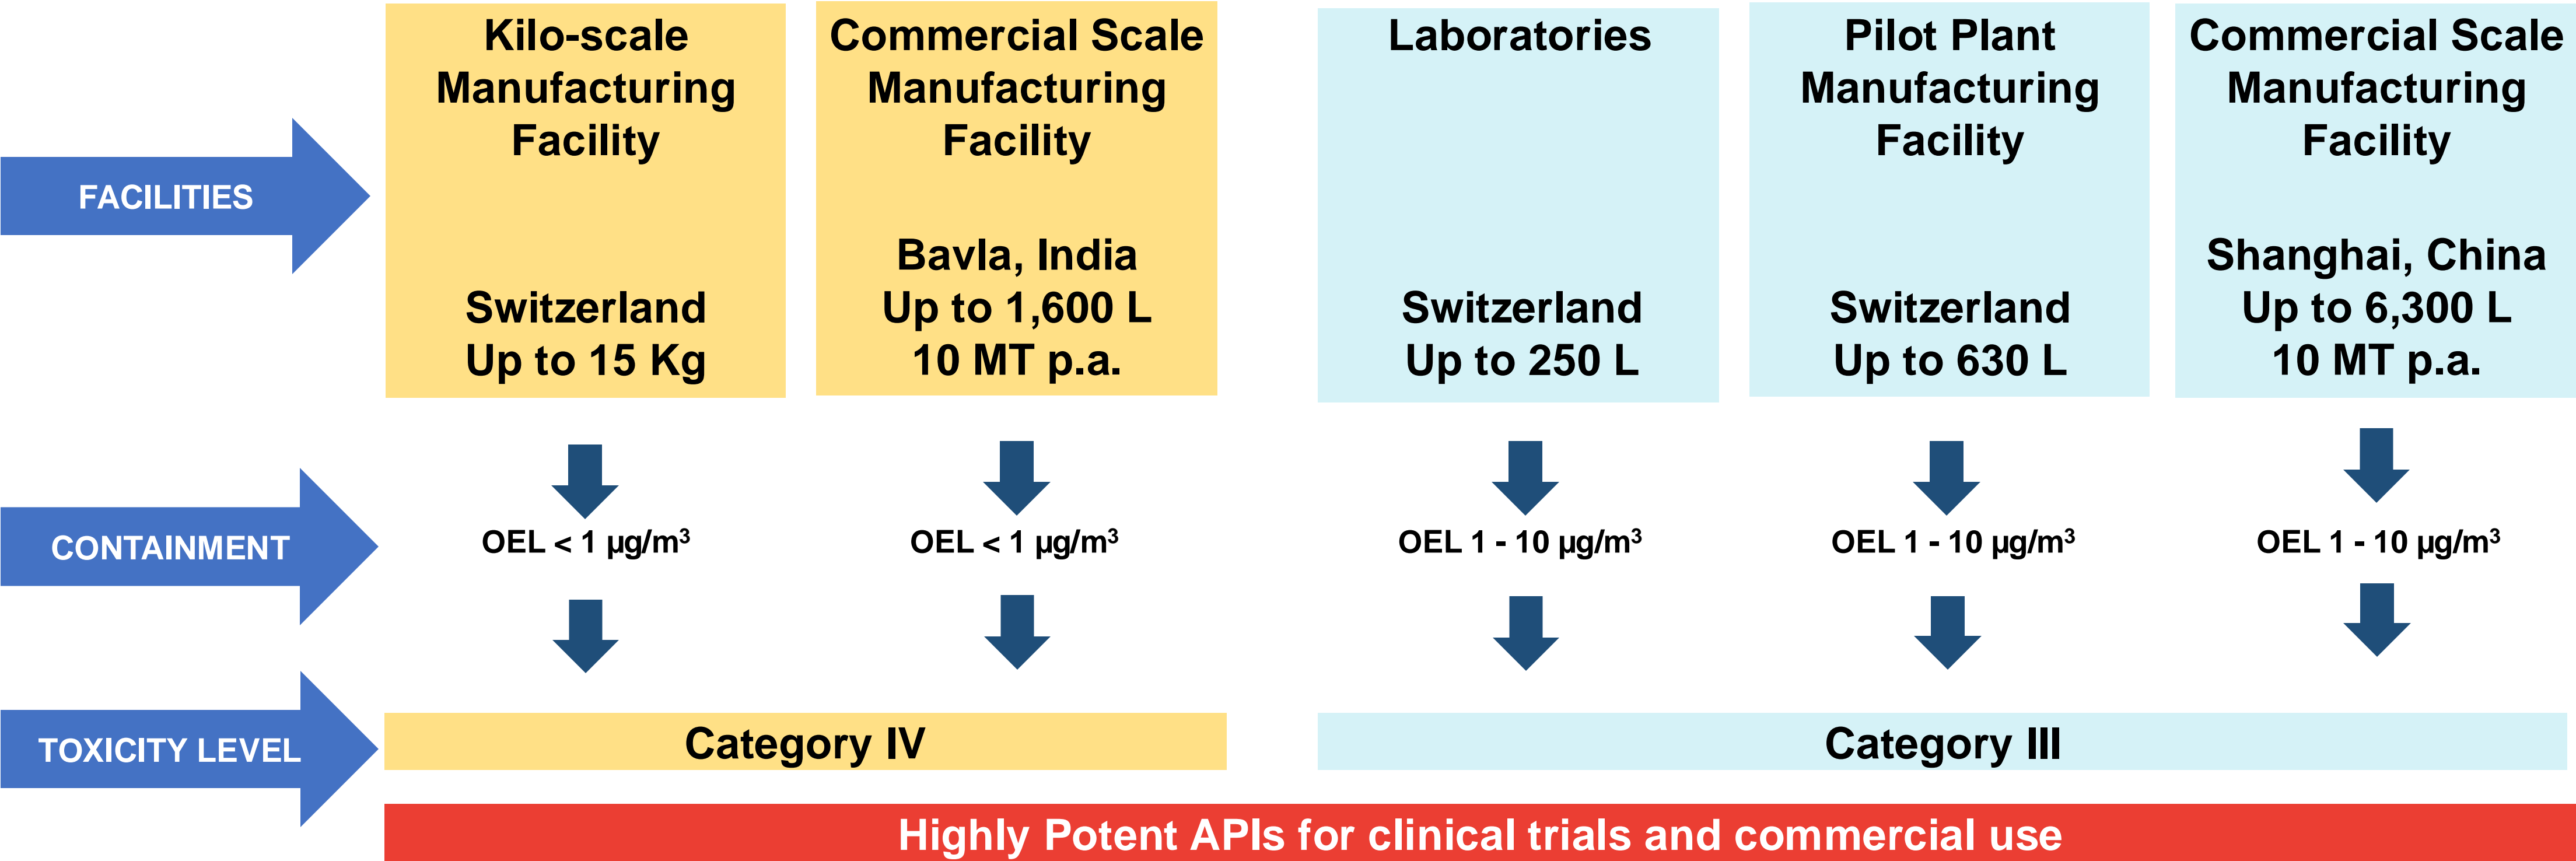 FACILITIES
Kilo-scale
Manufacturing
Facility
Switzerland
Up to 15 Kg
Commercial Scale
Manufacturing
Facility
Bavla, India
Up to 1,600 L
10 MT p.a.
Laboratories
Switzerland
Up to 250 L
Pilot Plant
Manufacturing
Facility
Switzerland
Up to 630 L
Commercial Scale
Manufacturing
Facility
Shanghai, China
Up to 6,300 L
10 MT p.a.
CONTAINMENT
OEL < 1 µg/m³
OEL < 1 µg/m³
OEL 1 - 10 µg/m³
OEL 1 - 10 µg/m³
OEL 1 - 10 µg/m³
TOXICITY LEVEL
Category IV
Category III
Highly Potent APIs for clinical trials and commercial use